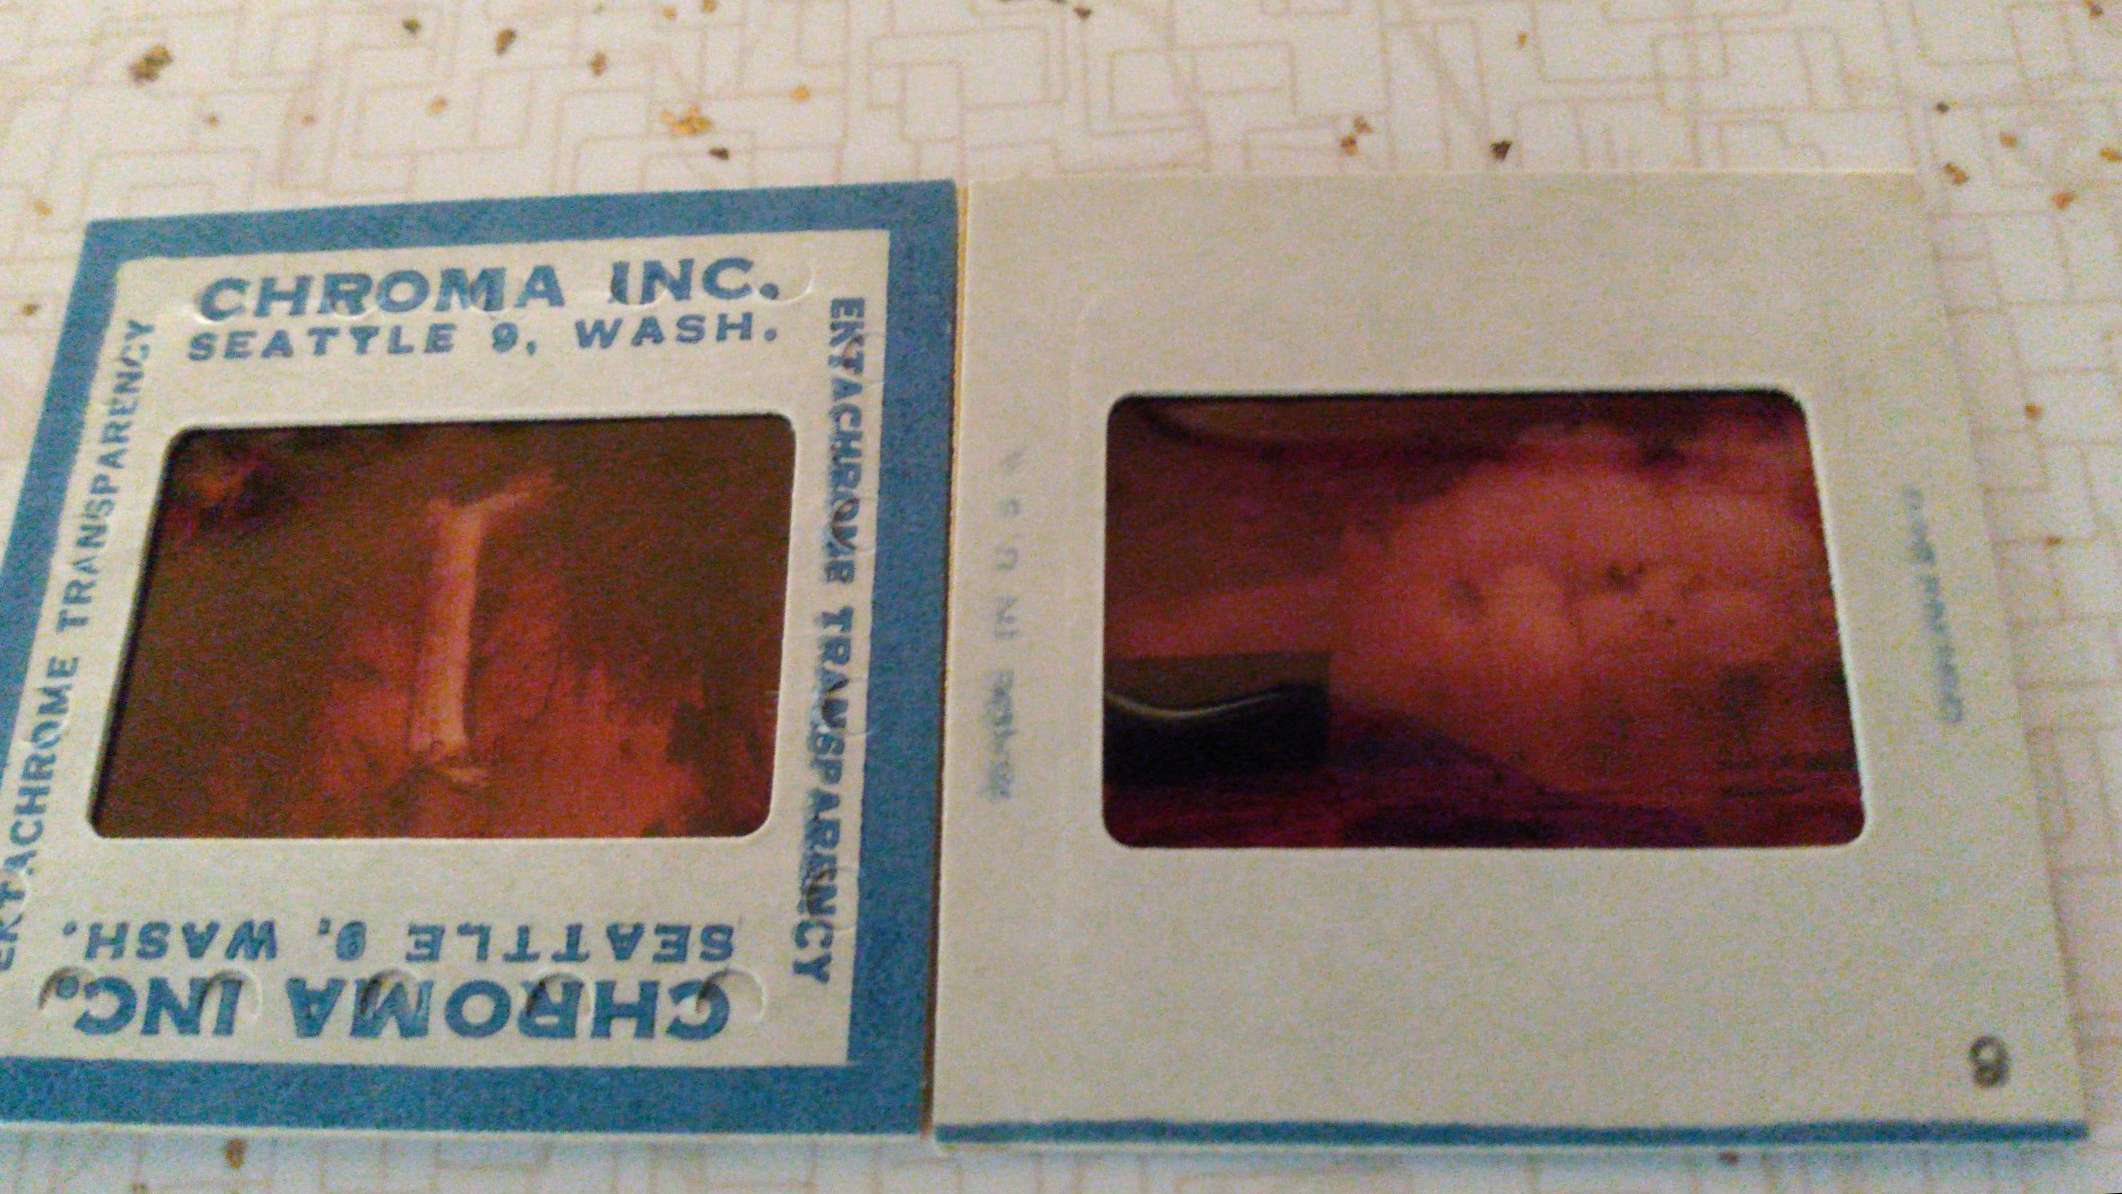 CHROMA INC.
SEATTLE 9, WASH.
EKTACHROME TRANSPARENCY
EKTACHROME TRANSPARENCY
SEATTLE 9, WASH.
CHROMA INC.
6